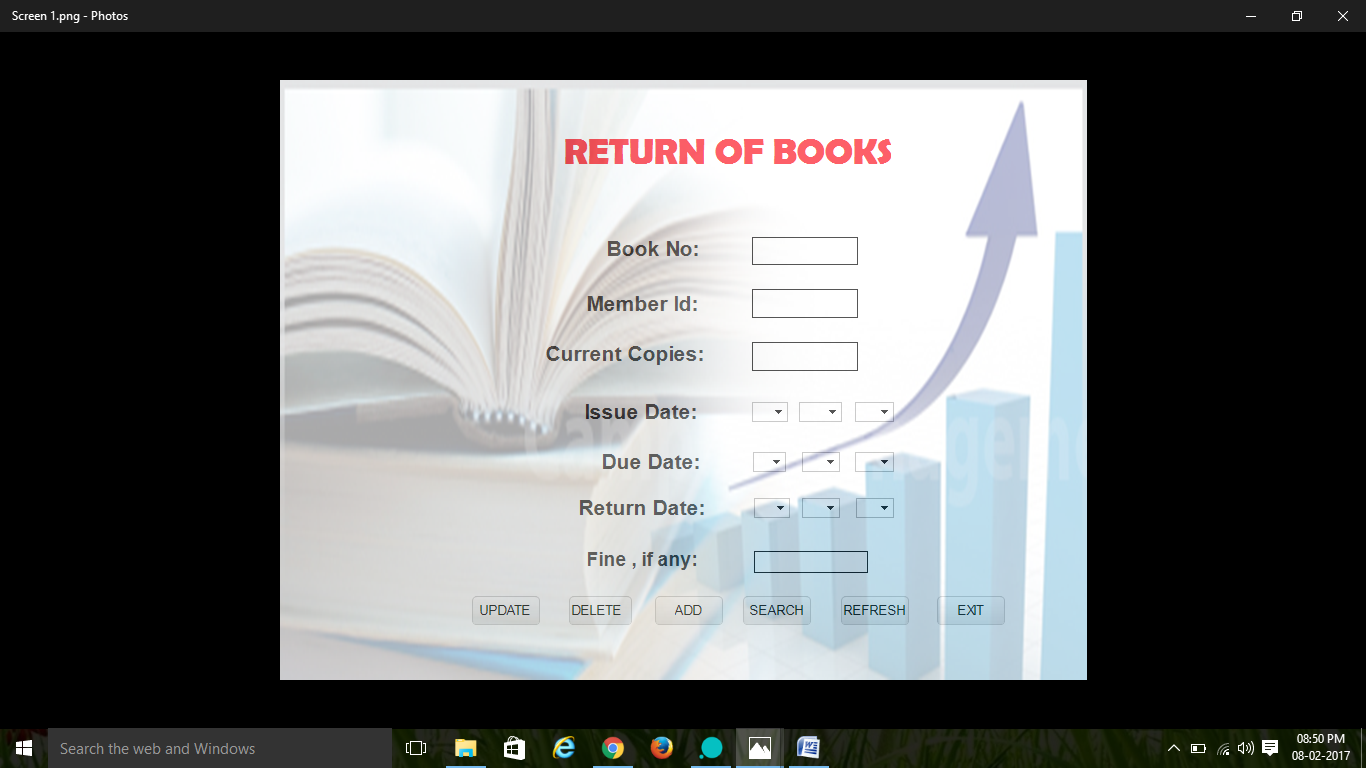 Screen 1.png - Photos
RETURN OF BOOKS
Book No:
Member Id:
Current Copies:
Issue Date:
Due Date:
Return Date:
Fine , if any:
UPDATE DELETE ADD SEARCH REFRESH EXIT
Search the web and Windows
08:50 PM
08-02-2017